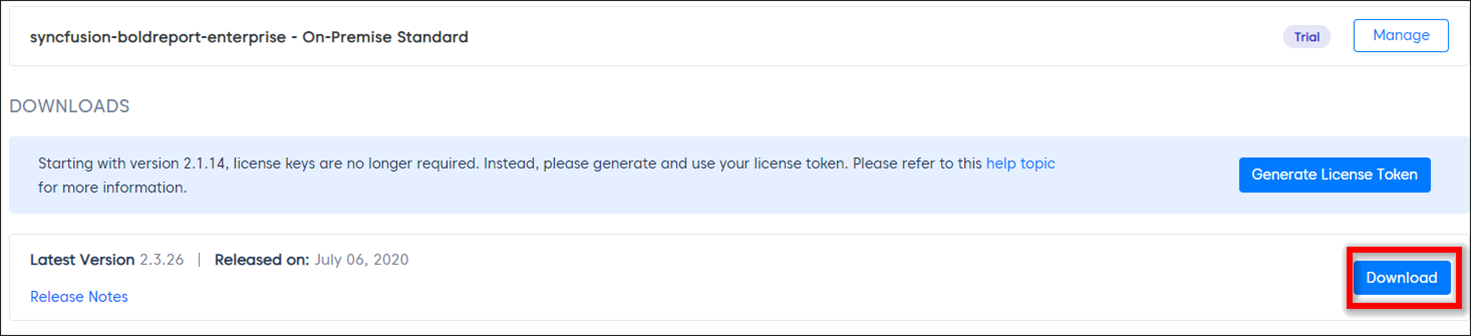 syncfusion-boldreport-enterprise - On-Premise Standard
Trial
Manage
DOWNLOADS
Starting with version 2.1.14, license keys are no longer required. Instead, please generate and use your license token. Please refer to this help topic
for more information.
Generate License Token
Latest Version 2.3.26 | Released on: July 06, 2020
Download
Release Notes